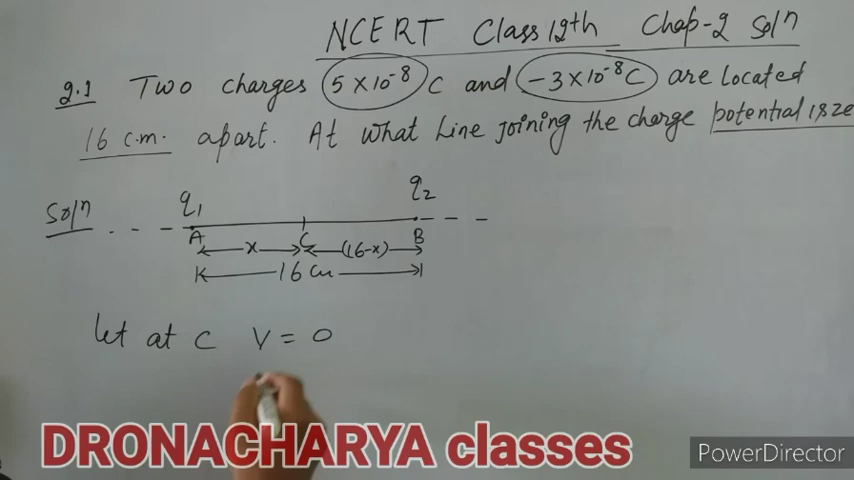 NCERT Class 12th Chap-2 Soln
2.1 Two charges 5×10⁻⁸ C and -3×10⁻⁸C are located
16 c.m. apart. At what line joining the charge potential is ze
Soln q₁ q₂
A C B
x (16-x)
16 cm
let at C V = 0
DRONACHARYA classes
PowerDirector